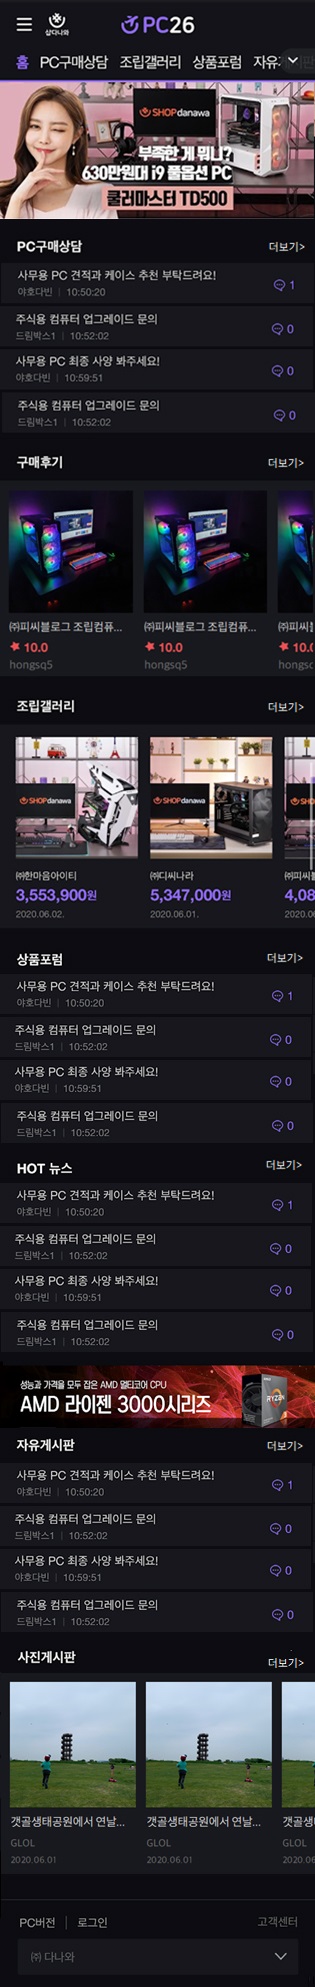 샵다나와
PC26
홈 PC구매상담 조립갤러리 상품포럼 자유
SHOPdanawa
부족한 게 뭐니?
630만원대 i9 풀옵션 PC
쿨러마스터 TD500
PC구매상담 더보기>
사무용 PC 견적과 케이스 추천 부탁드려요!
야호다빈 | 10:50:20
1
주식용 컴퓨터 업그레이드 문의
드림박스1 | 10:52:02
0
사무용 PC 최종 사양 봐주세요!
야호다빈 | 10:59:51
0
주식용 컴퓨터 업그레이드 문의
드림박스1 | 10:52:02
0
구매후기 더보기>
㈜피씨블로그 조립컴퓨... ㈜피씨블로그 조립컴퓨... ㈜피씨
10.0 10.0 10.0
hongsq5 hongsq5 hongsq
조립갤러리 더보기>
SHOPdanawa SHOPdanawa
㈜한마음아이티 ㈜디씨나라 ㈜피씨
3,553,900원 5,347,000원 4,08
2020.06.02. 2020.06.01. 2020.0
상품포럼 더보기>
사무용 PC 견적과 케이스 추천 부탁드려요!
야호다빈 | 10:50:20
1
주식용 컴퓨터 업그레이드 문의
드림박스1 | 10:52:02
0
사무용 PC 최종 사양 봐주세요!
야호다빈 | 10:59:51
0
주식용 컴퓨터 업그레이드 문의
드림박스1 | 10:52:02
0
HOT 뉴스 더보기>
사무용 PC 견적과 케이스 추천 부탁드려요!
야호다빈 | 10:50:20
1
주식용 컴퓨터 업그레이드 문의
드림박스1 | 10:52:02
0
사무용 PC 최종 사양 봐주세요!
야호다빈 | 10:59:51
0
주식용 컴퓨터 업그레이드 문의
드림박스1 | 10:52:02
0
성능과 가격을 모두 잡은 AMD 멀티코어 CPU
AMD 라이젠 3000시리즈
RYZEN
자유게시판 더보기>
사무용 PC 견적과 케이스 추천 부탁드려요!
야호다빈 | 10:50:20
1
주식용 컴퓨터 업그레이드 문의
드림박스1 | 10:52:02
0
사무용 PC 최종 사양 봐주세요!
야호다빈 | 10:59:51
0
주식용 컴퓨터 업그레이드 문의
드림박스1 | 10:52:02
0
사진게시판 더보기>
갯골생태공원에서 연날... 갯골생태공원에서 연날... 갯골생
GLOL GLOL GLOL
2020.06.01 2020.06.01 2020.0
PC버전 | 로그인 고객센터
㈜ 다나와